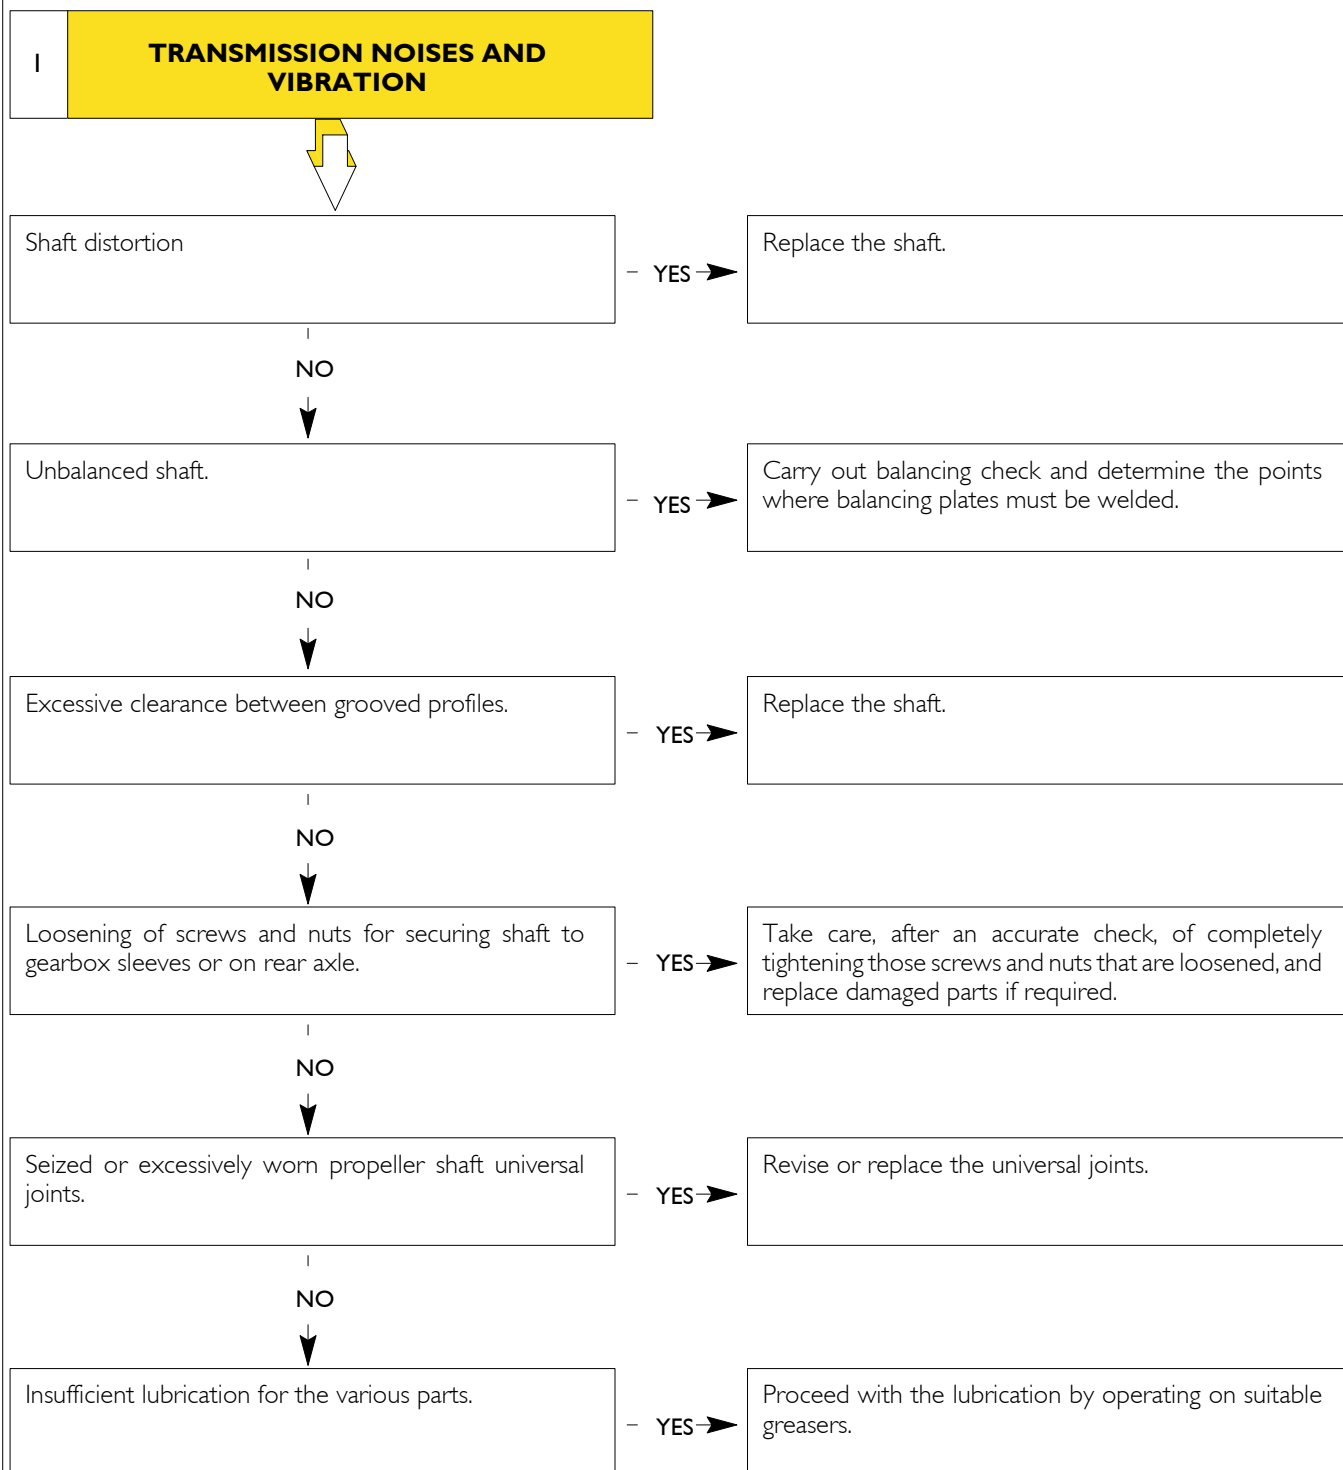 1
TRANSMISSION NOISES AND
VIBRATION
Shaft distortion
YES
Replace the shaft.
NO
Unbalanced shaft.
YES
Carry out balancing check and determine the points
where balancing plates must be welded.
NO
Excessive clearance between grooved profiles.
YES
Replace the shaft.
NO
Loosening of screws and nuts for securing shaft to
gearbox sleeves or on rear axle.
YES
Take care, after an accurate check, of completely
tightening those screws and nuts that are loosened, and
replace damaged parts if required.
NO
Seized or excessively worn propeller shaft universal
joints.
YES
Revise or replace the universal joints.
NO
Insufficient lubrication for the various parts.
YES
Proceed with the lubrication by operating on suitable
greasers.